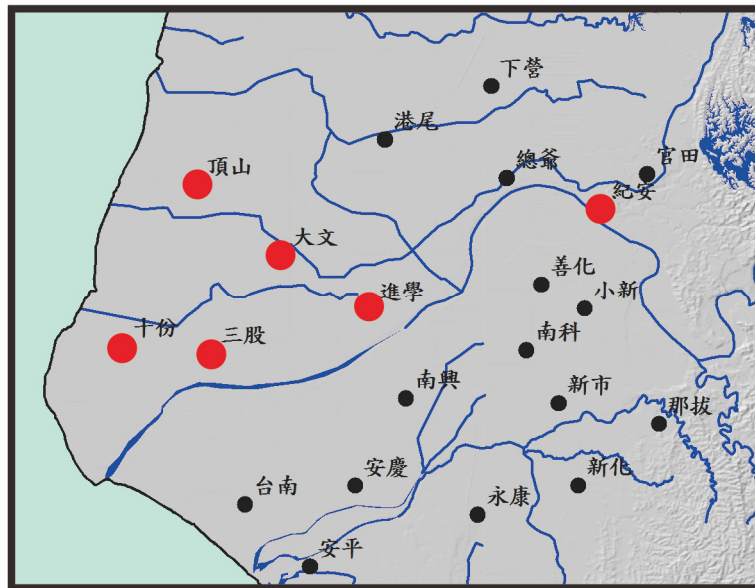 下營
港尾
官田
總爺
頂山
紀安
大文
善化
進學
小新
十份
三股
南科
南興
新市
那拔
安慶
新化
台南
永康
安平